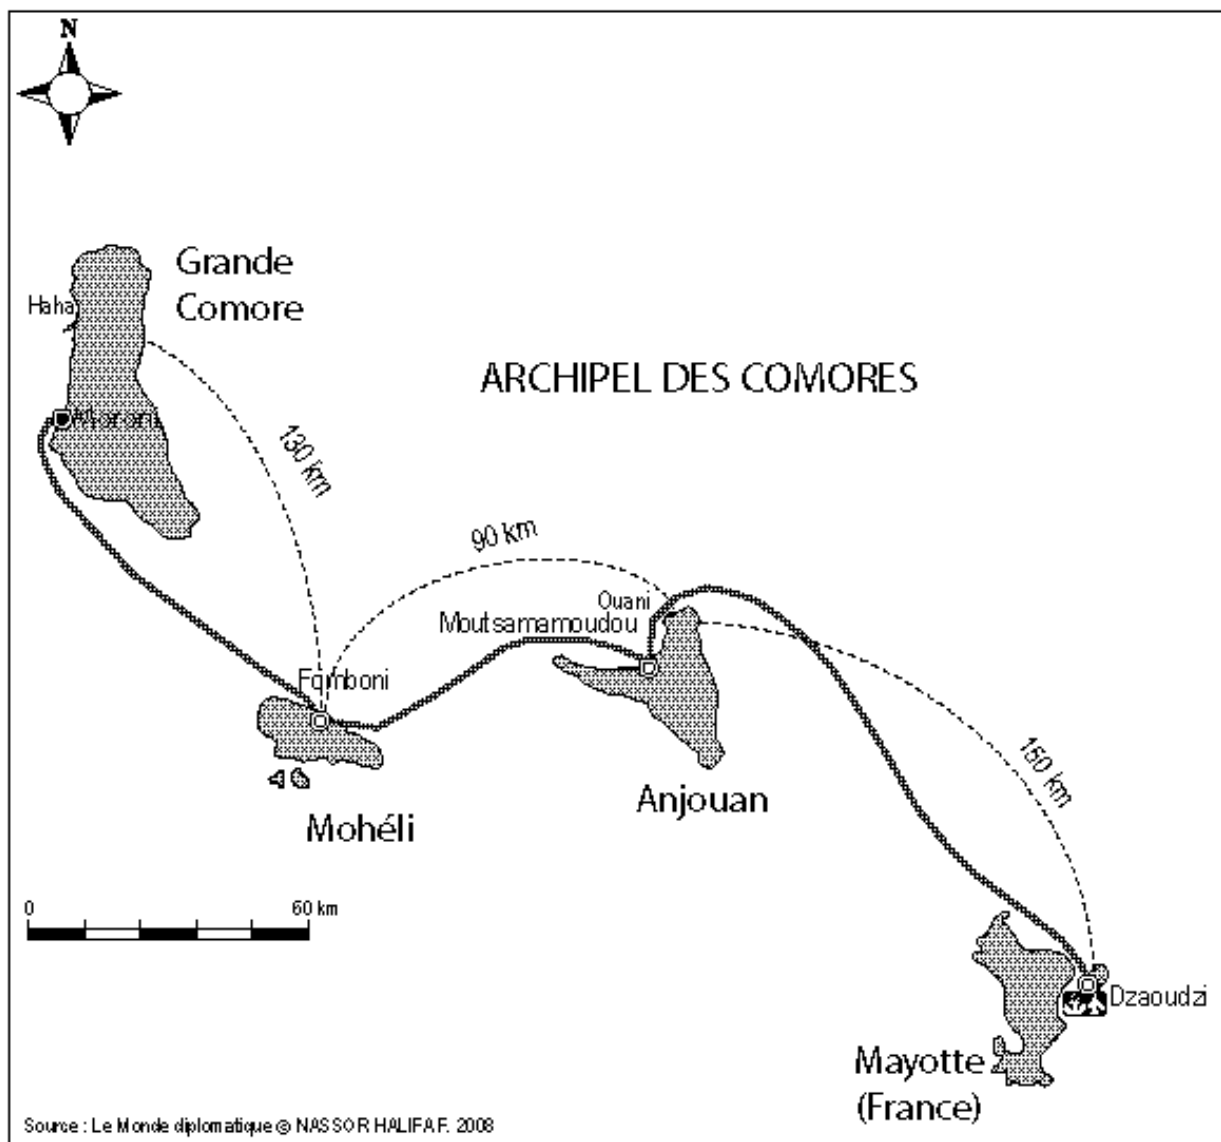 N
Grande
Comore
Haha
ARCHIPEL DES COMORES
Moroni
130 km
90 km
Ouani
Moutsamamoudou
Fomboni
150 km
Anjouan
Mohéli
0 60 km
Dzaoudzi
Mayotte
(France)
Source : Le Monde diplomatique @ NASSOR HALIFA F. 2008